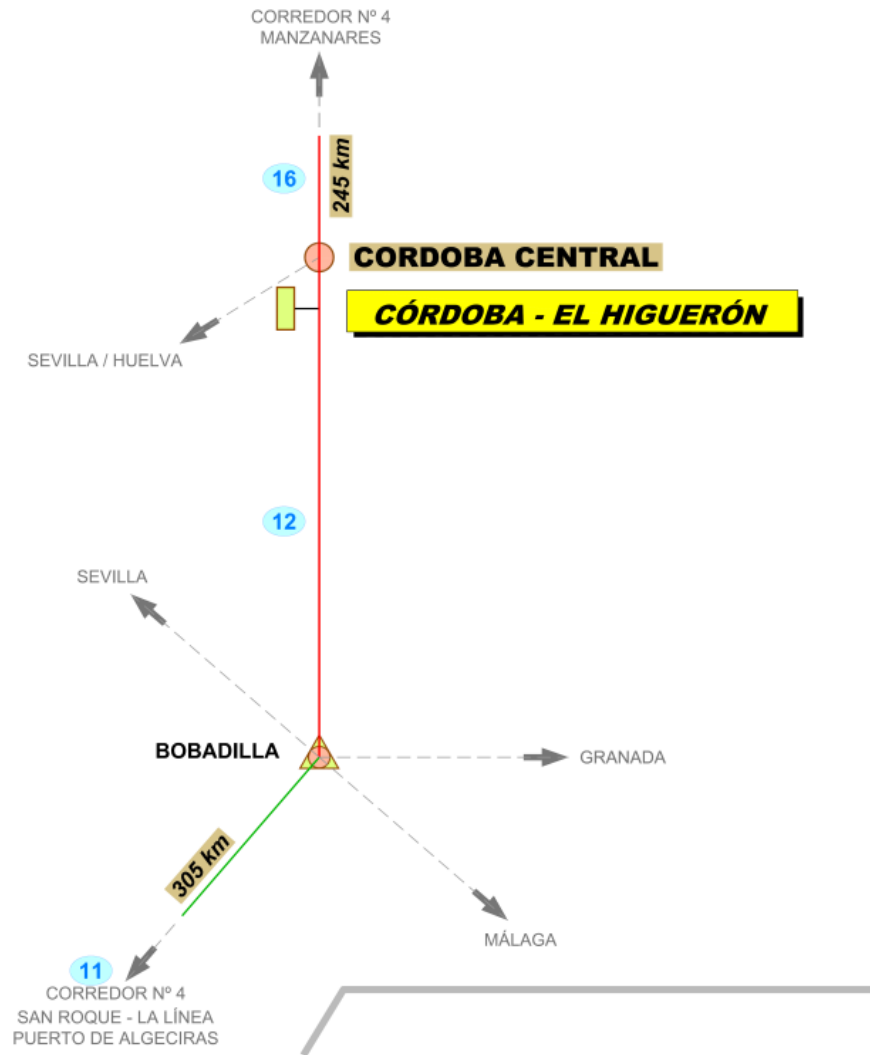 CORREDOR Nº 4
MANZANARES
16
245 km
CORDOBA CENTRAL
CÓRDOBA - EL HIGUERÓN
SEVILLA / HUELVA
12
SEVILLA
BOBADILLA
GRANADA
305 km
MÁLAGA
11
CORREDOR Nº 4
SAN ROQUE - LA LÍNEA
PUERTO DE ALGECIRAS